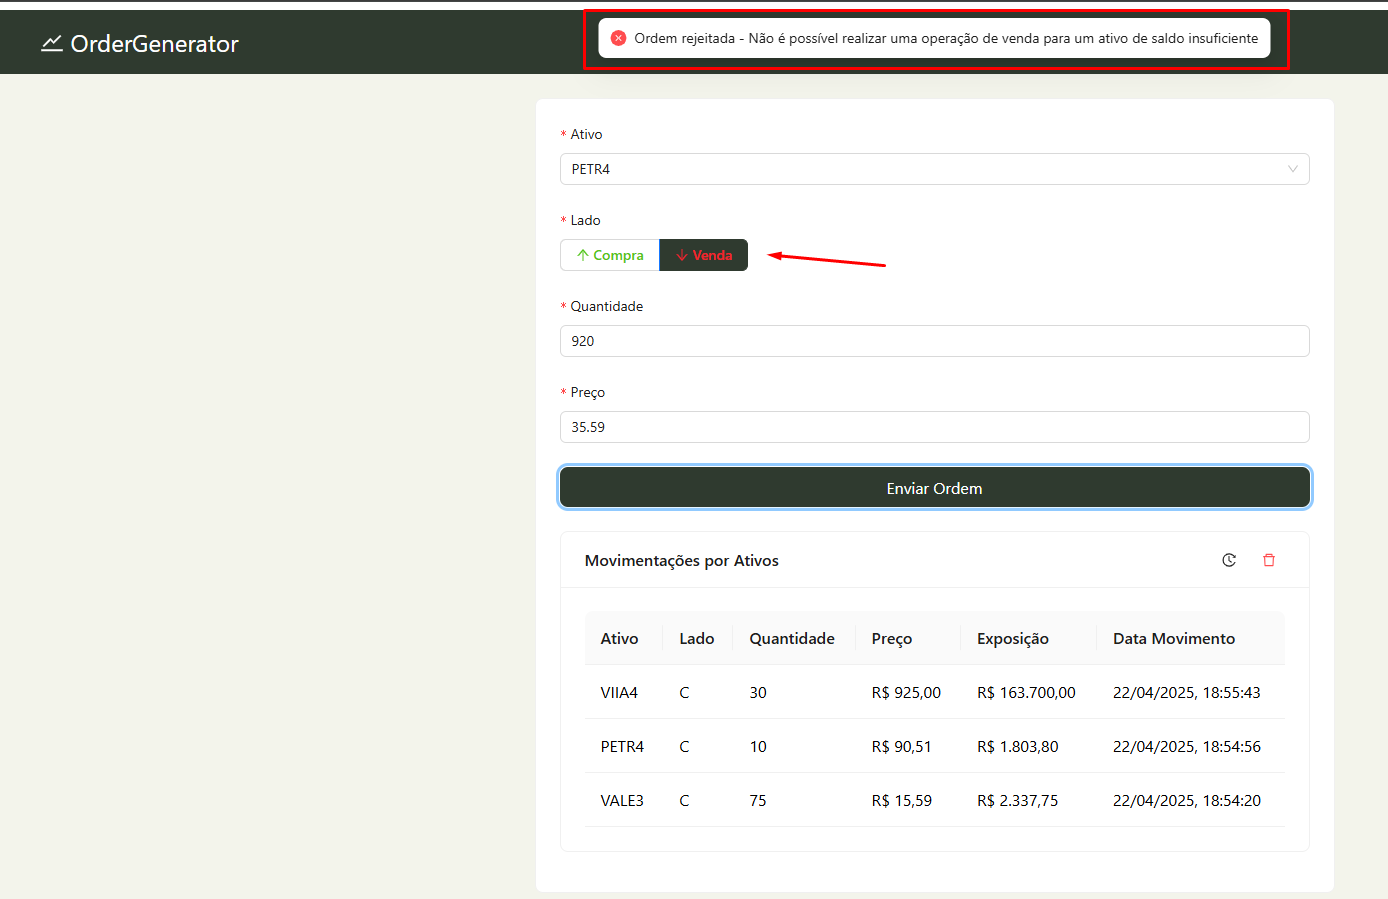 OrderGenerator
Ordem rejeitada - Não é possível realizar uma operação de venda para um ativo de saldo insuficiente
* Ativo
PETR4
* Lado
Compra Venda
* Quantidade
920
* Preço
35.59
Enviar Ordem
Movimentações por Ativos
Ativo Lado Quantidade Preço Exposição Data Movimento
VIIA4 C 30 R$ 925,00 R$ 163.700,00 22/04/2025, 18:55:43
PETR4 C 10 R$ 90,51 R$ 1.803,80 22/04/2025, 18:54:56
VALE3 C 75 R$ 15,59 R$ 2.337,75 22/04/2025, 18:54:20